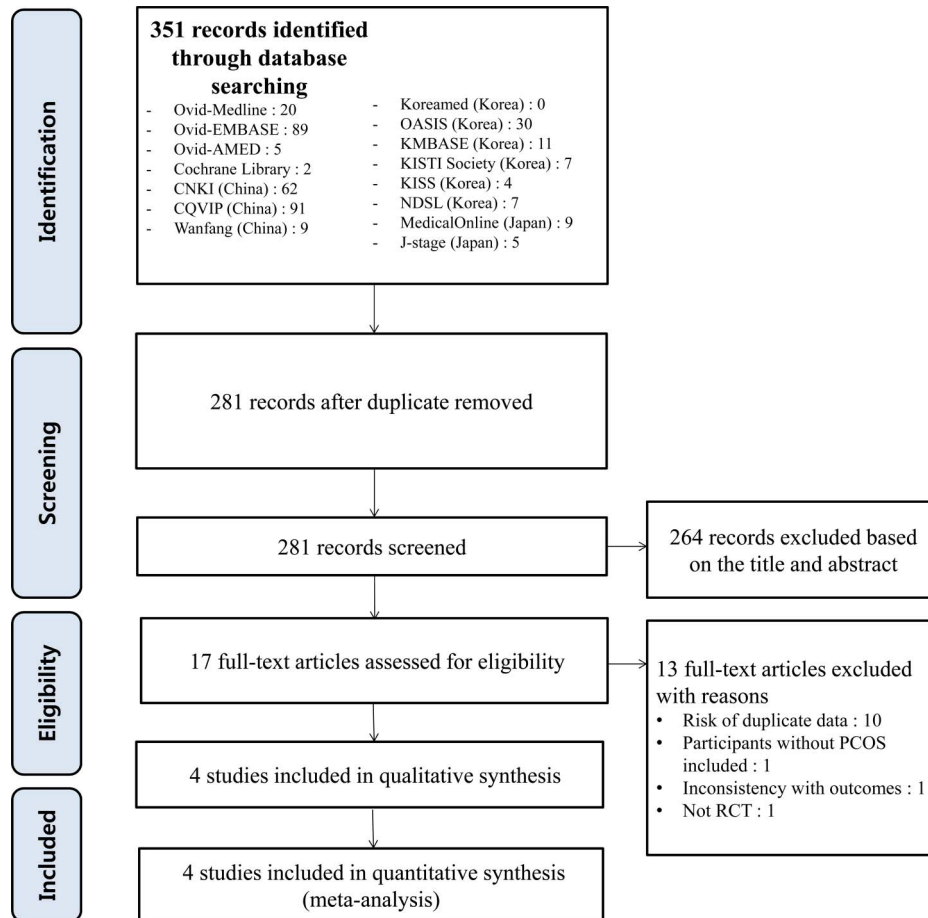 Identification
351 records identified
through database
searching
- Ovid-Medline : 20
- Ovid-EMBASE : 89
- Ovid-AMED : 5
- Cochrane Library : 2
- CNKI (China) : 62
- CQVIP (China) : 91
- Wanfang (China) : 9
- Koreamed (Korea) : 0
- OASIS (Korea) : 30
- KMBASE (Korea) : 11
- KISTI Society (Korea) : 7
- KISS (Korea) : 4
- NDSL (Korea) : 7
- MedicalOnline (Japan) : 9
- J-stage (Japan) : 5
Screening
281 records after duplicate removed
281 records screened
264 records excluded based
on the title and abstract
Eligibility
17 full-text articles assessed for eligibility
13 full-text articles excluded
with reasons
• Risk of duplicate data : 10
• Participants without PCOS
included : 1
• Inconsistency with outcomes : 1
• Not RCT : 1
4 studies included in qualitative synthesis
Included
4 studies included in quantitative synthesis
(meta-analysis)